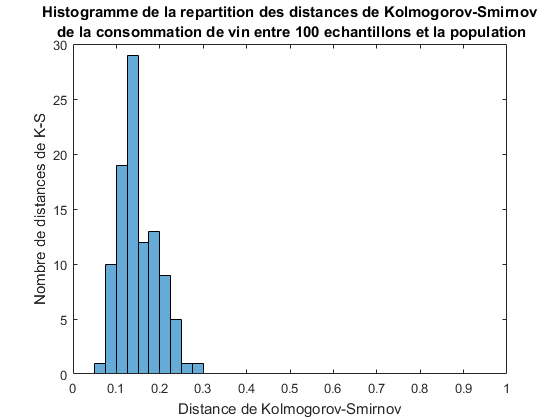 Histogramme de la repartition des distances de Kolmogorov-Smirnov
de la consommation de vin entre 100 echantillons et la population
Nombre de distances de K-S
30
25
20
15
10
5
0
0 0.1 0.2 0.3 0.4 0.5 0.6 0.7 0.8 0.9 1
Distance de Kolmogorov-Smirnov